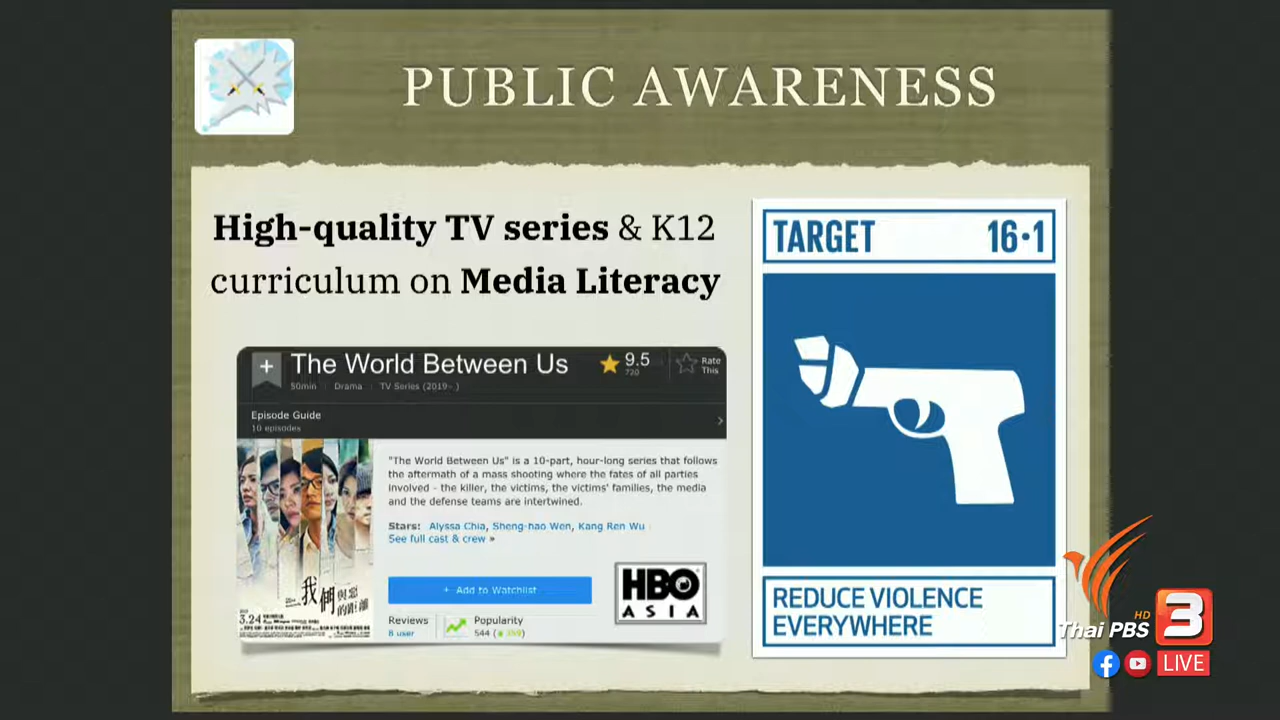 PUBLIC AWARENESS
High-quality TV series & K12
curriculum on Media Literacy
The World Between Us
9.5
720
Rate
This
50min
Drama
TV Series (2019– )
Episode Guide
10 episodes
"The World Between Us" is a 10-part, hour-long series that follows
the aftermath of a mass shooting where the fates of all parties
involved - the killer, the victims, the victims' families, the media
and the defense teams are intertwined.
Stars: Alyssa Chia, Sheng-hao Wen, Kang Ren Wu
See full cast & crew »
+ Add to Watchlist
HBO
ASIA
Reviews
8 user
Popularity
544
我們與惡
的距離
3.24
TARGET 16·1
REDUCE VIOLENCE
EVERYWHERE
HD
Thai PBS 3
LIVE